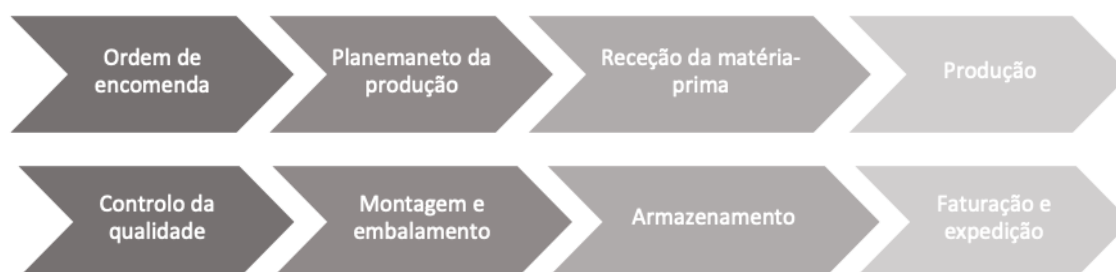 Ordem de
encomenda
Planemaneto da
produção
Receção da matéria-
prima
Produção
Controlo da
qualidade
Montagem e
embalamento
Armazenamento
Faturação e
expedição